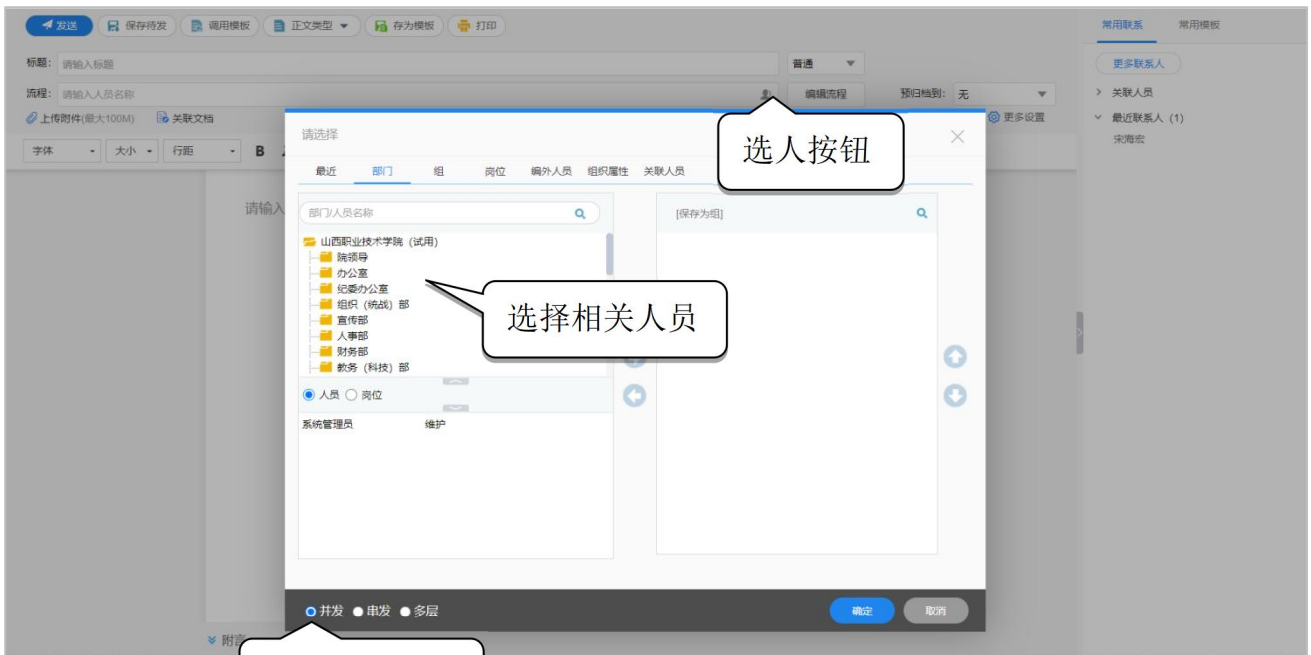 发送 保存待发 调用模板 正文类型 存为模板 打印 常用联系 常用模板
标题: 请输入标题 普通 更多联系人
流程: 请输入人员名称 编辑流程 预归档到: 无 关联人员
上传附件(最大100M) 关联文档 更多设置 最近联系人 (1)
宋海宏
字体 大小 行距 B
请选择
选人按钮
最近 部门 组 岗位 编外人员 组织属性 关联人员
请输入
部门/人员名称 [保存为组]
山西职业技术学院 (试用)
院领导
办公室
纪委办公室
组织 (统战) 部
宣传部
人事部
财务部
教务 (科技) 部
选择相关人员
人员 岗位
系统管理员 维护
并发 串发 多层 确定 取消
附言